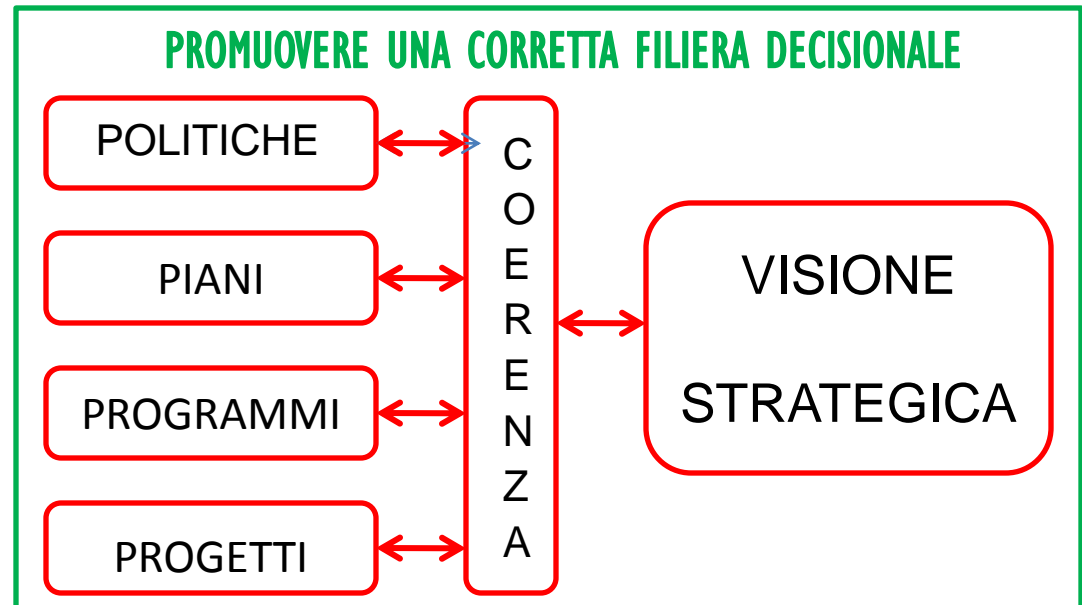 PROMUOVERE UNA CORRETTA FILIERA DECISIONALE
POLITICHE
PIANI
PROGRAMMI
PROGETTI
C
O
E
R
E
N
Z
A
VISIONE
STRATEGICA